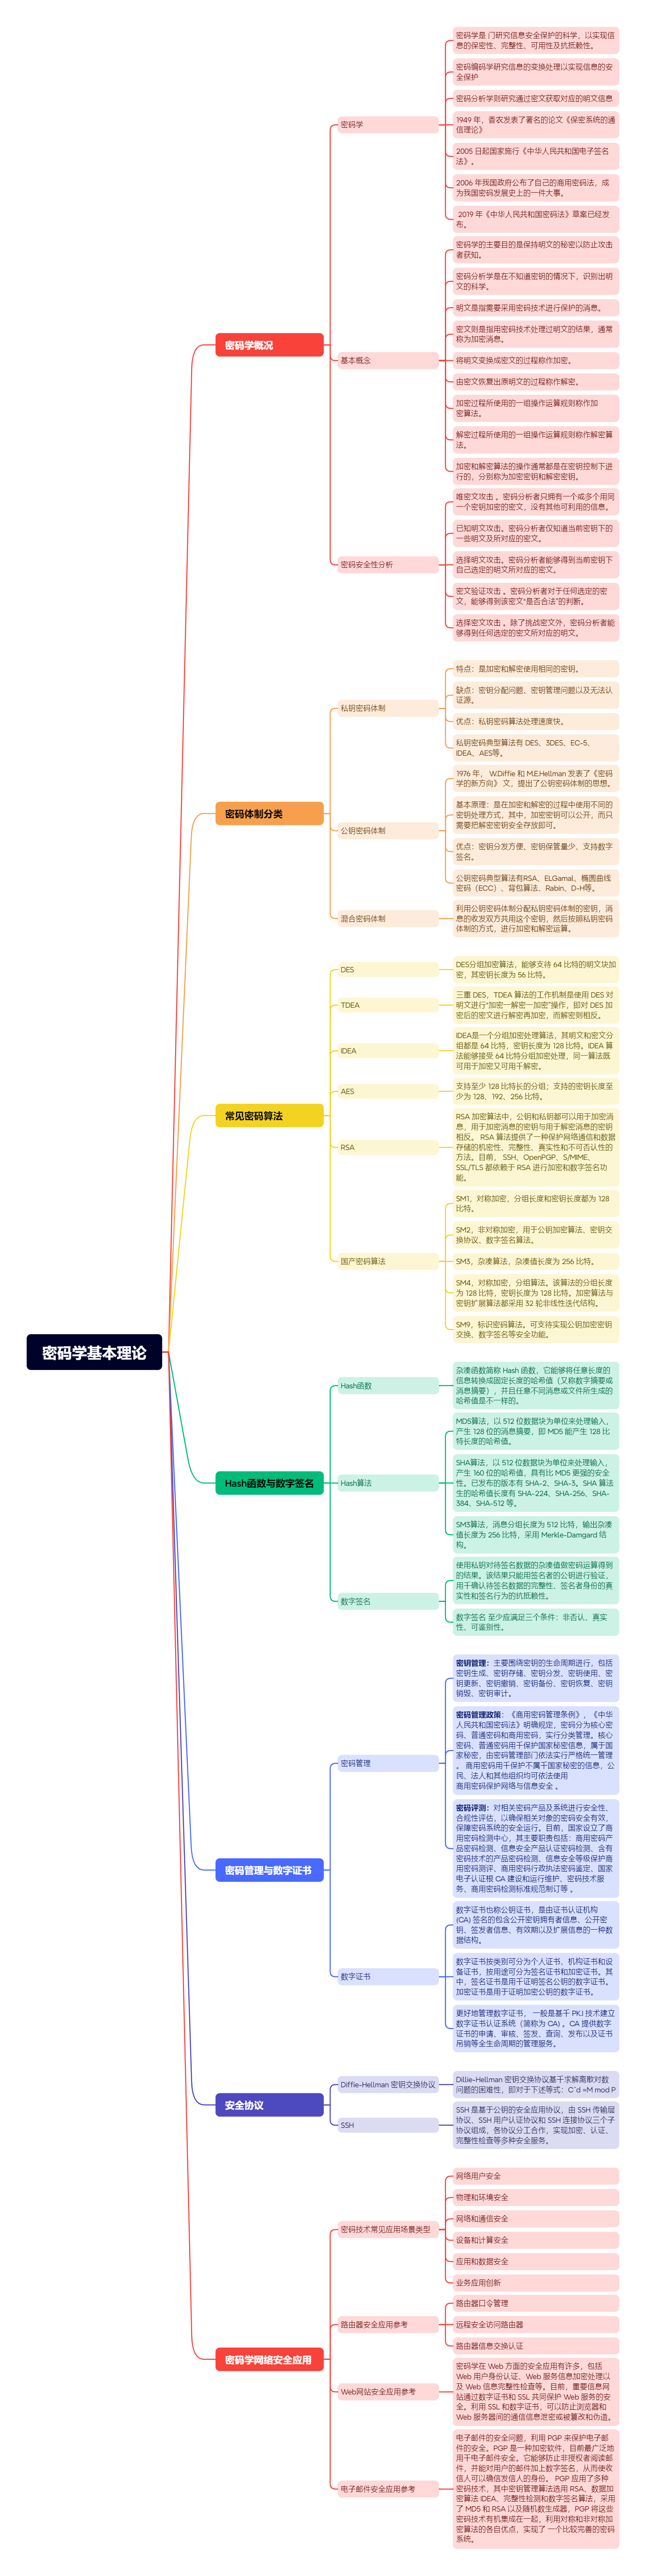 密码学基本理论
密码学概况
密码学
密码学是 门研究信息安全保护的科学，以实现信
息的保密性、完整性、可用性及抗抵赖性。
密码编码学研究信息的变换处理以实现信息的安
全保护
密码分析学则研究通过密文获取对应的明文信息
1949 年，香农发表了著名的论文《保密系统的通
信理论》
2005 日起国家施行《中华人民共和国电子签名
法》。
2006 年我国政府公布了自己的商用密码法，成
为我国密码发展史上的一件大事。
2019 年《中华人民共和国密码法》草案已经发
布。
基本概念
密码学的主要目的是保持明文的秘密以防止攻击
者获知。
密码分析学是在不知道密钥的情况下，识别出明
文的科学。
明文是指需要采用密码技术进行保护的消息。
密文则是指用密码技术处理过明文的结果，通常
称为加密消息。
将明文变换成密文的过程称作加密。
由密文恢复出原明文的过程称作解密。
加密过程所使用的一组操作运算规则称作加
密算法。
解密过程所使用的一组操作运算规则称作解密算
法。
加密和解密算法的操作通常都是在密钥控制下进
行的，分别称为加密密钥和解密密钥。
密码安全性分析
唯密文攻击 。密码分析者只拥有一个或多个用同
一个密钥加密的密文，没有其他可利用的信息。
已知明文攻击。密码分析者仅知道当前密钥下的
一些明文及所对应的密文。
选择明文攻击。密码分析者能够得到当前密钥下
自己选定的明文所对应的密文。
密文验证攻击 。密码分析者对于任何选定的密
文，能够得到该密文“是否合法”的判断。
选择密文攻击 。除了挑战密文外，密码分析者能
够得到任何选定的密文所对应的明文。
密码体制分类
私钥密码体制
特点：是加密和解密使用相同的密钥。
缺点：密钥分配问题、密钥管理问题以及无法认
证源。
优点：私钥密码算法处理速度快。
私钥密码典型算法有 DES、3DES、EC-5、
IDEA、AES等。
公钥密码体制
1976 年， W.Diffie 和 M.E.Hellman 发表了《密码
学的新方向》 文，提出了公钥密码体制的思想。
基本原理：是在加密和解密的过程中使用不同的
密钥处理方式，其中，加密密钥可以公开，而只
需要把解密密钥安全存放即可。
优点：密钥分发方便、密钥保管量少、支持数字
签名。
公钥密码典型算法有RSA、ELGamal、椭圆曲线
密码（ECC）、背包算法、Rabin、D-H等。
混合密码体制
利用公钥密码体制分配私钥密码体制的密钥，消
息的收发双方共用这个密钥，然后按照私钥密码
体制的方式，进行加密和解密运算。
常见密码算法
DES
DES分组加密算法，能够支持 64 比特的明文块加
密，其密钥长度为 56 比特。
TDEA
三重 DES，TDEA 算法的工作机制是使用 DES 对
明文进行“加密一解密一加密”操作，即对 DES 加
密后的密文进行解密再加密，而解密则相反。
IDEA
IDEA是一个分组加密处理算法，其明文和密文分
组都是 64 比特，密钥长度为 128 比特。IDEA 算
法能够接受 64 比特分组加密处理，同一算法既
可用于加密又可用千解密。
AES
支持至少 128 比特长的分组；支持的密钥长度至
少为 128、192、256 比特。
RSA
RSA 加密算法中，公钥和私钥都可以用于加密消
息，用于加密消息的密钥与用于解密消息的密钥
相反。 RSA 算法提供了一种保护网络通信和数据
存储的机密性、完整性、真实性和不可否认性的
方法。目前， SSH、OpenPGP、S/MIME、
SSL/TLS 都依赖于 RSA 进行加密和数字签名功
能。
国产密码算法
SM1，对称加密，分组长度和密钥长度都为 128
比特。
SM2，非对称加密，用于公钥加密算法、密钥交
换协议、数字签名算法。
SM3，杂凑算法，杂凑值长度为 256 比特。
SM4，对称加密，分组算法。该算法的分组长度
为 128 比特，密钥长度为 128 比特。加密算法与
密钥扩展算法都采用 32 轮非线性迭代结构。
SM9，标识密码算法。可支持实现公钥加密密钥
交换、数字签名等安全功能。
Hash函数与数字签名
Hash函数
杂凑函数简称 Hash 函数，它能够将任意长度的
信息转换成固定长度的哈希值（又称数字摘要或
消息摘要），并且任意不同消息或文件所生成的
哈希值是不一样的。
Hash算法
MD5算法，以 512 位数据块为单位来处理输入，
产生 128 位的消息摘要，即 MD5 能产生 128 比
特长度的哈希值。
SHA算法，以 512 位数据块为单位来处理输入，
产生 160 位的哈希值，具有比 MD5 更强的安全
性。已发布的版本有 SHA-2、SHA-3。SHA 算法
生的哈希值长度有 SHA-224、SHA-256、SHA-
384、SHA-512 等。
SM3算法，消息分组长度为 512 比特，输出杂凑
值长度为 256 比特，采用 Merkle-Damgard 结
构。
数字签名
使用私钥对待签名数据的杂凑值做密码运算得到
的结果。该结果只能用签名者的公钥进行验证，
用千确认待签名数据的完整性、签名者身份的真
实性和签名行为的抗抵赖性。
数字签名 至少应满足三个条件：非否认、真实
性、可鉴别性。
密码管理与数字证书
密码管理
密钥管理：主要围绕密钥的生命周期进行，包括
密钥生成、密钥存储、密钥分发，密钥使用、密
钥更新、密钥撤销、密钥备份、密钥恢复、密钥
销毁、密钥审计。
密码管理政策：《商用密码管理条例》，《中华
人民共和国密码法》明确规定，密码分为核心密
码、普通密码和商用密码，实行分类管理。核心
密码、普通密码用千保护国家秘密信息，属于国
家秘密，由密码管理部门依法实行严格统一管理
。 商用密码用千保护不属千国家秘密的信息，公
民、法人和其他组织均可依法使用
商用密码保护网络与信息安全 。
密码评测：对相关密码产品及系统进行安全性、
合规性评估，以确保相关对象的密码安全有效，
保障密码系统的安全运行。目前，国家设立了商
用密码检测中心，其主要职责包括：商用密码产
品密码检测、信息安全产品认证密码检测、含有
密码技术的产品密码检测、信息安全等级保护商
用密码测评、商用密码行政执法密码鉴定、国家
电子认证根 CA 建设和运行维护、密码技术服
务、商用密码检测标准规范制订等 。
数字证书
数字证书也称公钥证书，是由证书认证机构
(CA) 签名的包含公开密钥拥有者信息、公开密
钥、签发者信息、有效期以及扩展信息的一种数
据结构。
数字证书按类别可分为个人证书，机构证书和设
备证书，按用途可分为签名证书和加密证书。其
中，签名证书是用千证明签名公钥的数字证书。
加密证书是用于证明加密公钥的数字证书。
更好地管理数字证书， 一般是基千 PKJ 技术建立
数字证书认证系统（简称为 CA) 。CA 提供数字
证书的申请、审核、签发、查询、发布以及证书
吊销等全生命周期的管理服务。
安全协议
Diffie-Hellman 密钥交换协议
Dillie-Hellman 密钥交换协议基千求解离散对数
问题的困难性，即对于下述等式：C^d =M mod P
SSH
SSH 是基于公钥的安全应用协议，由 SSH 传输层
协议、SSH 用户认证协议和 SSH 连接协议三个子
协议组成，各协议分工合作，实现加密、认证、
完整性检查等多种安全服务。
密码学网络安全应用
密码技术常见应用场景类型
网络用户安全
物理和环境安全
网络和通信安全
设备和计算安全
应用和数据安全
业务应用创新
路由器安全应用参考
路由器口令管理
远程安全访问路由器
路由器信息交换认证
Web网站安全应用参考
密码学在 Web 方面的安全应用有许多，包括
Web 用户身份认证、Web 服务信息加密处理以
及 Web 信息完整性检查等。目前，重要信息网
站通过数字证书和 SSL 共同保护 Web 服务的安
全。利用 SSL 和数字证书，可以防止浏览器和
Web 服务器间的通信信息泄密或被篡改和伪造。
电子邮件安全应用参考
电子邮件的安全问题，利用 PGP 来保护电子邮
件的安全。PGP 是一种加密软件，目前最广泛地
用千电子邮件安全。它能够防止非授权者阅读邮
件，并能对用户的邮件加上数字签名，从而使收
信人可以确信发信人的身份。 PGP 应用了多种
密码技术，其中密钥管理算法选用 RSA、数据加
密算法 IDEA、完整性检测和数字签名算法，采用
了 MD5 和 RSA 以及随机数生成器，PGP 将这些
密码技术有机集成在一起，利用对称和非对称加
密算法的各自优点，实现了 一个比较完善的密码
系统。